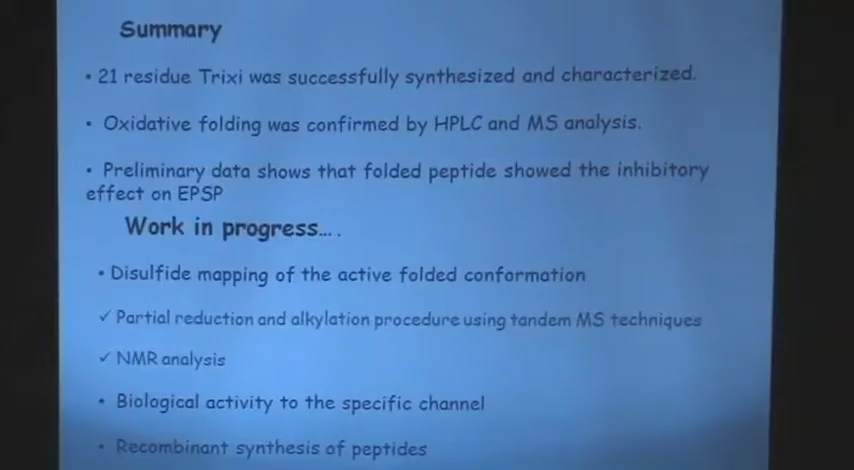 Summary
• 21 residue Trixi was successfully synthesized and characterized.
• Oxidative folding was confirmed by HPLC and MS analysis.
• Preliminary data shows that folded peptide showed the inhibitory
effect on EPSP
Work in progress….
• Disulfide mapping of the active folded conformation
✓ Partial reduction and alkylation procedure using tandem MS techniques
✓ NMR analysis
• Biological activity to the specific channel
• Recombinant synthesis of peptides